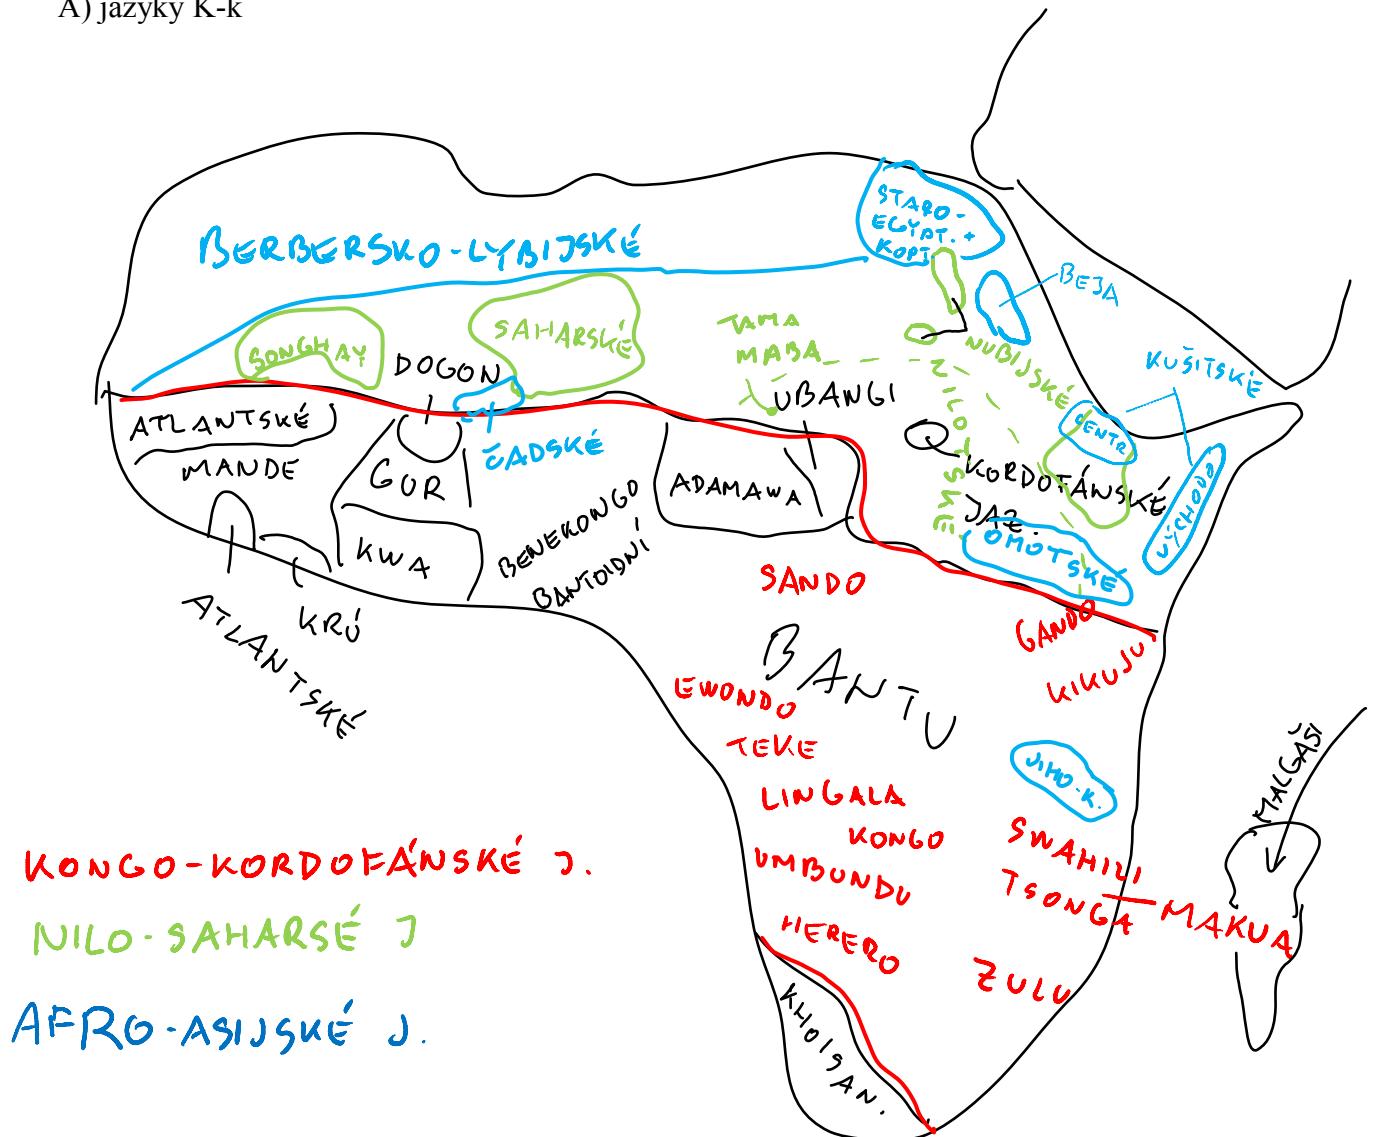 A) jazyky K-k
STARO-
EGYPT. +
KOPT.
BERBERSKO-LYBIJSKÉ
BEJA
SONGHAY
SAHARSKÉ
TAMA
MABA
NUBIJSKÉ
NILOTSKÉ
KUŠITSKÉ
DOGON
UBANGI
CENTR
ATLANTSKÉ
ČADSKÉ
MANDE
GUR
ADAMAWA
KORDOFÁNSKÉ
JAZ.
VÝCHODO
KWA
BENEKONGO
BANTOIDNÍ
OMOTSKÉ
SANDO
GANDO
ATLANTSKÉ
KRÚ
BANTU
KIKUJU
EWONDO
TEKE
JIHO-K.
MALGAŠI
LINGALA
KONGO
SWAHILI
UMBUNDU
TSONGA
MAKUA
HERERO
ZULU
KHOISAN.
KONGO-KORDOFÁNSKÉ J.
NILO-SAHARSÉ J
AFRO-ASIJSKÉ J.